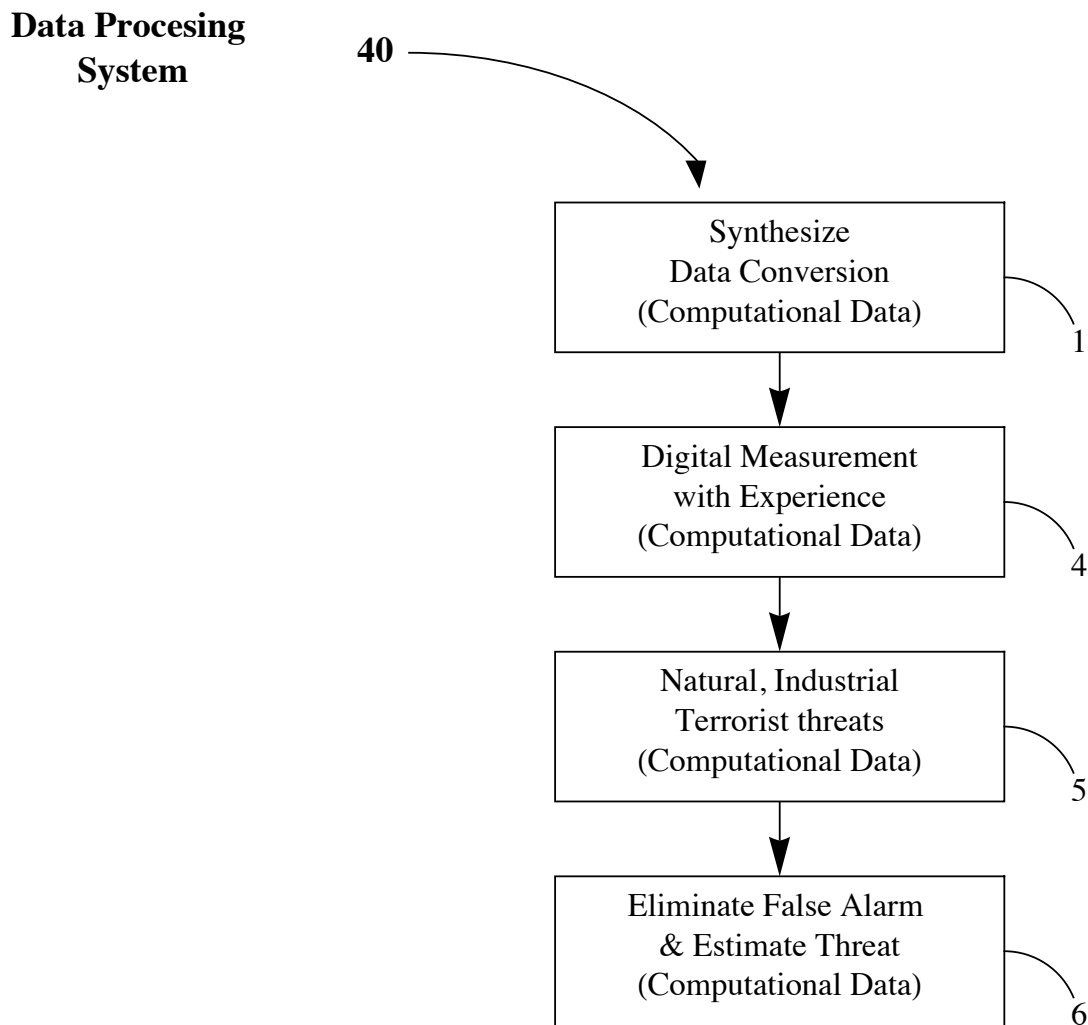 Data Procesing
System
40
Synthesize
Data Conversion
(Computational Data)
1
Digital Measurement
with Experience
(Computational Data)
4
Natural, Industrial
Terrorist threats
(Computational Data)
5
Eliminate False Alarm
& Estimate Threat
(Computational Data)
6